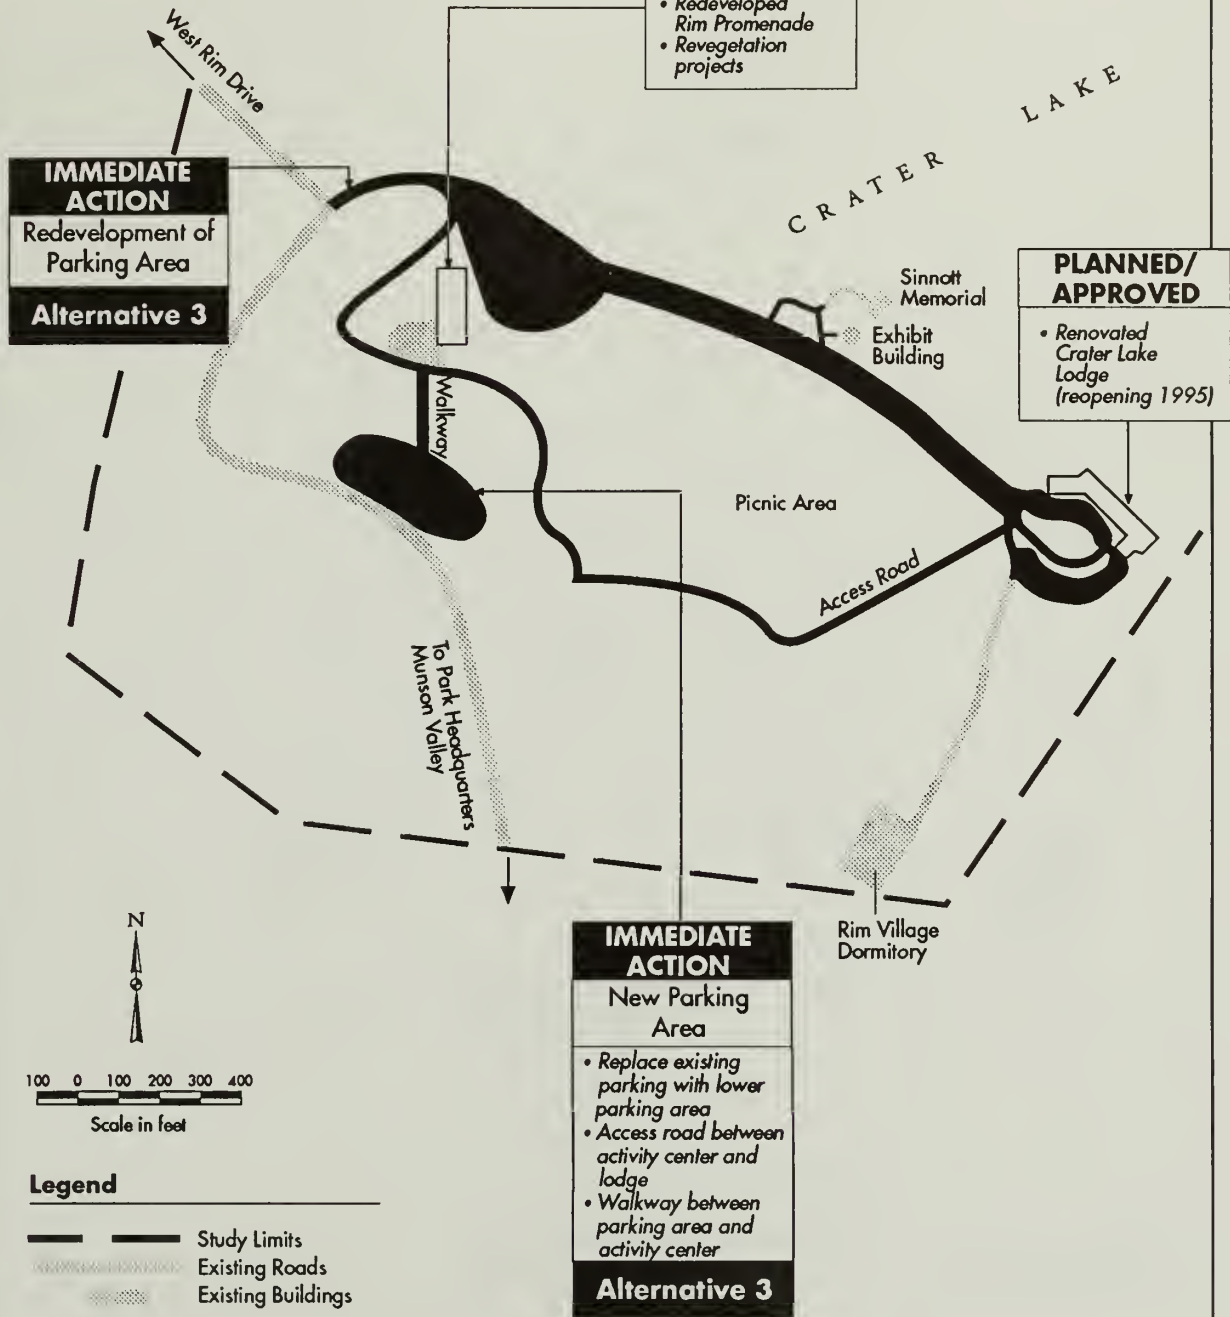 • Redeveloped
Rim Promenade
• Revegetation
projects
West Rim Drive
CRATER LAKE
IMMEDIATE
ACTION
Redevelopment of
Parking Area
Alternative 3
Sinnott
Memorial
Exhibit
Building
PLANNED/
APPROVED
• Renovated
Crater Lake
Lodge
(reopening 1995)
Walkway
Picnic Area
Access Road
To Park Headquarters
Munson Valley
Rim Village
Dormitory
IMMEDIATE
ACTION
New Parking
Area
• Replace existing
parking with lower
parking area
• Access road between
activity center and
lodge
• Walkway between
parking area and
activity center
Alternative 3
N
100 0 100 200 300 400
Scale in feet
Legend
Study Limits
Existing Roads
Existing Buildings